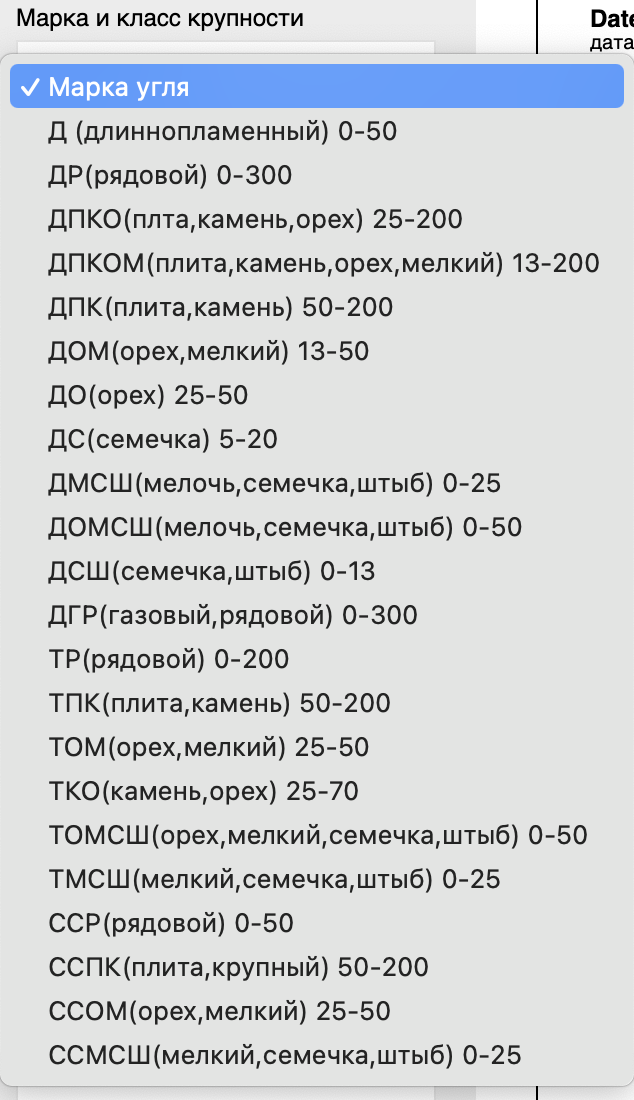 Марка и класс крупности
Date
дата
✓ Марка угля
Д (длиннопламенный) 0-50
ДР(рядовой) 0-300
ДПКО(плта,камень,орех) 25-200
ДПКОМ(плита,камень,орех,мелкий) 13-200
ДПК(плита,камень) 50-200
ДОМ(орех,мелкий) 13-50
ДО(орех) 25-50
ДС(семечка) 5-20
ДМСШ(мелочь,семечка,штыб) 0-25
ДОМСШ(мелочь,семечка,штыб) 0-50
ДСШ(семечка,штыб) 0-13
ДГР(газовый,рядовой) 0-300
ТР(рядовой) 0-200
ТПК(плита,камень) 50-200
ТОМ(орех,мелкий) 25-50
ТКО(камень,орех) 25-70
ТОМСШ(орех,мелкий,семечка,штыб) 0-50
ТМСШ(мелкий,семечка,штыб) 0-25
ССР(рядовой) 0-50
ССПК(плита,крупный) 50-200
ССОМ(орех,мелкий) 25-50
ССМСШ(мелкий,семечка,штыб) 0-25